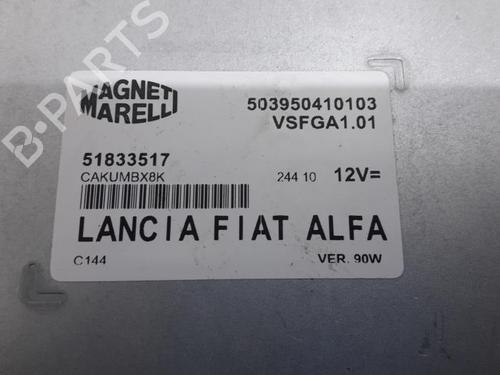 B-PARTS
MAGNETI
MARELLI
503950410103
VSFGA1.01
51833517
CAKUMBX8K
244 10 12V=
LANCIA FIAT ALFA
C144
VER. 90W